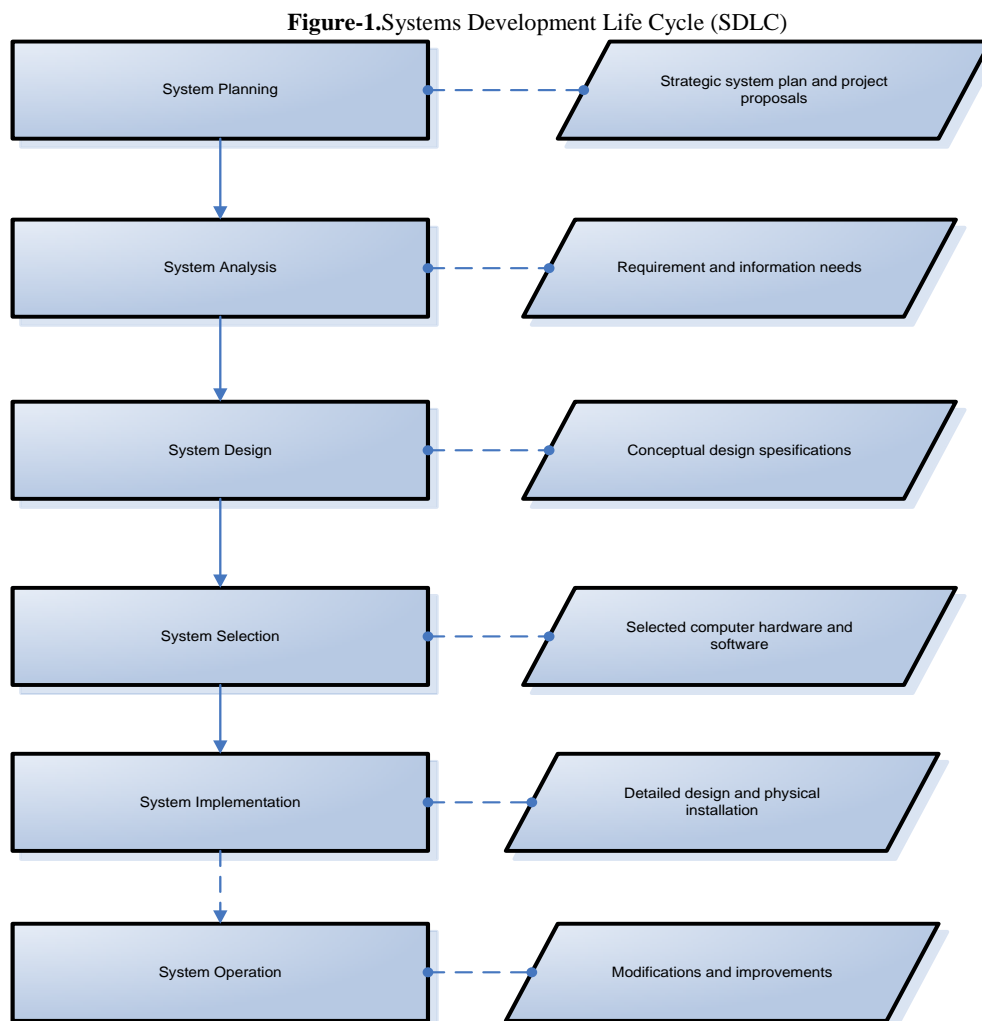 Figure-1.Systems Development Life Cycle (SDLC)
System Planning
Strategic system plan and project
proposals
System Analysis
Requirement and information needs
System Design
Conceptual design spesifications
System Selection
Selected computer hardware and
software
System Implementation
Detailed design and physical
installation
System Operation
Modifications and improvements